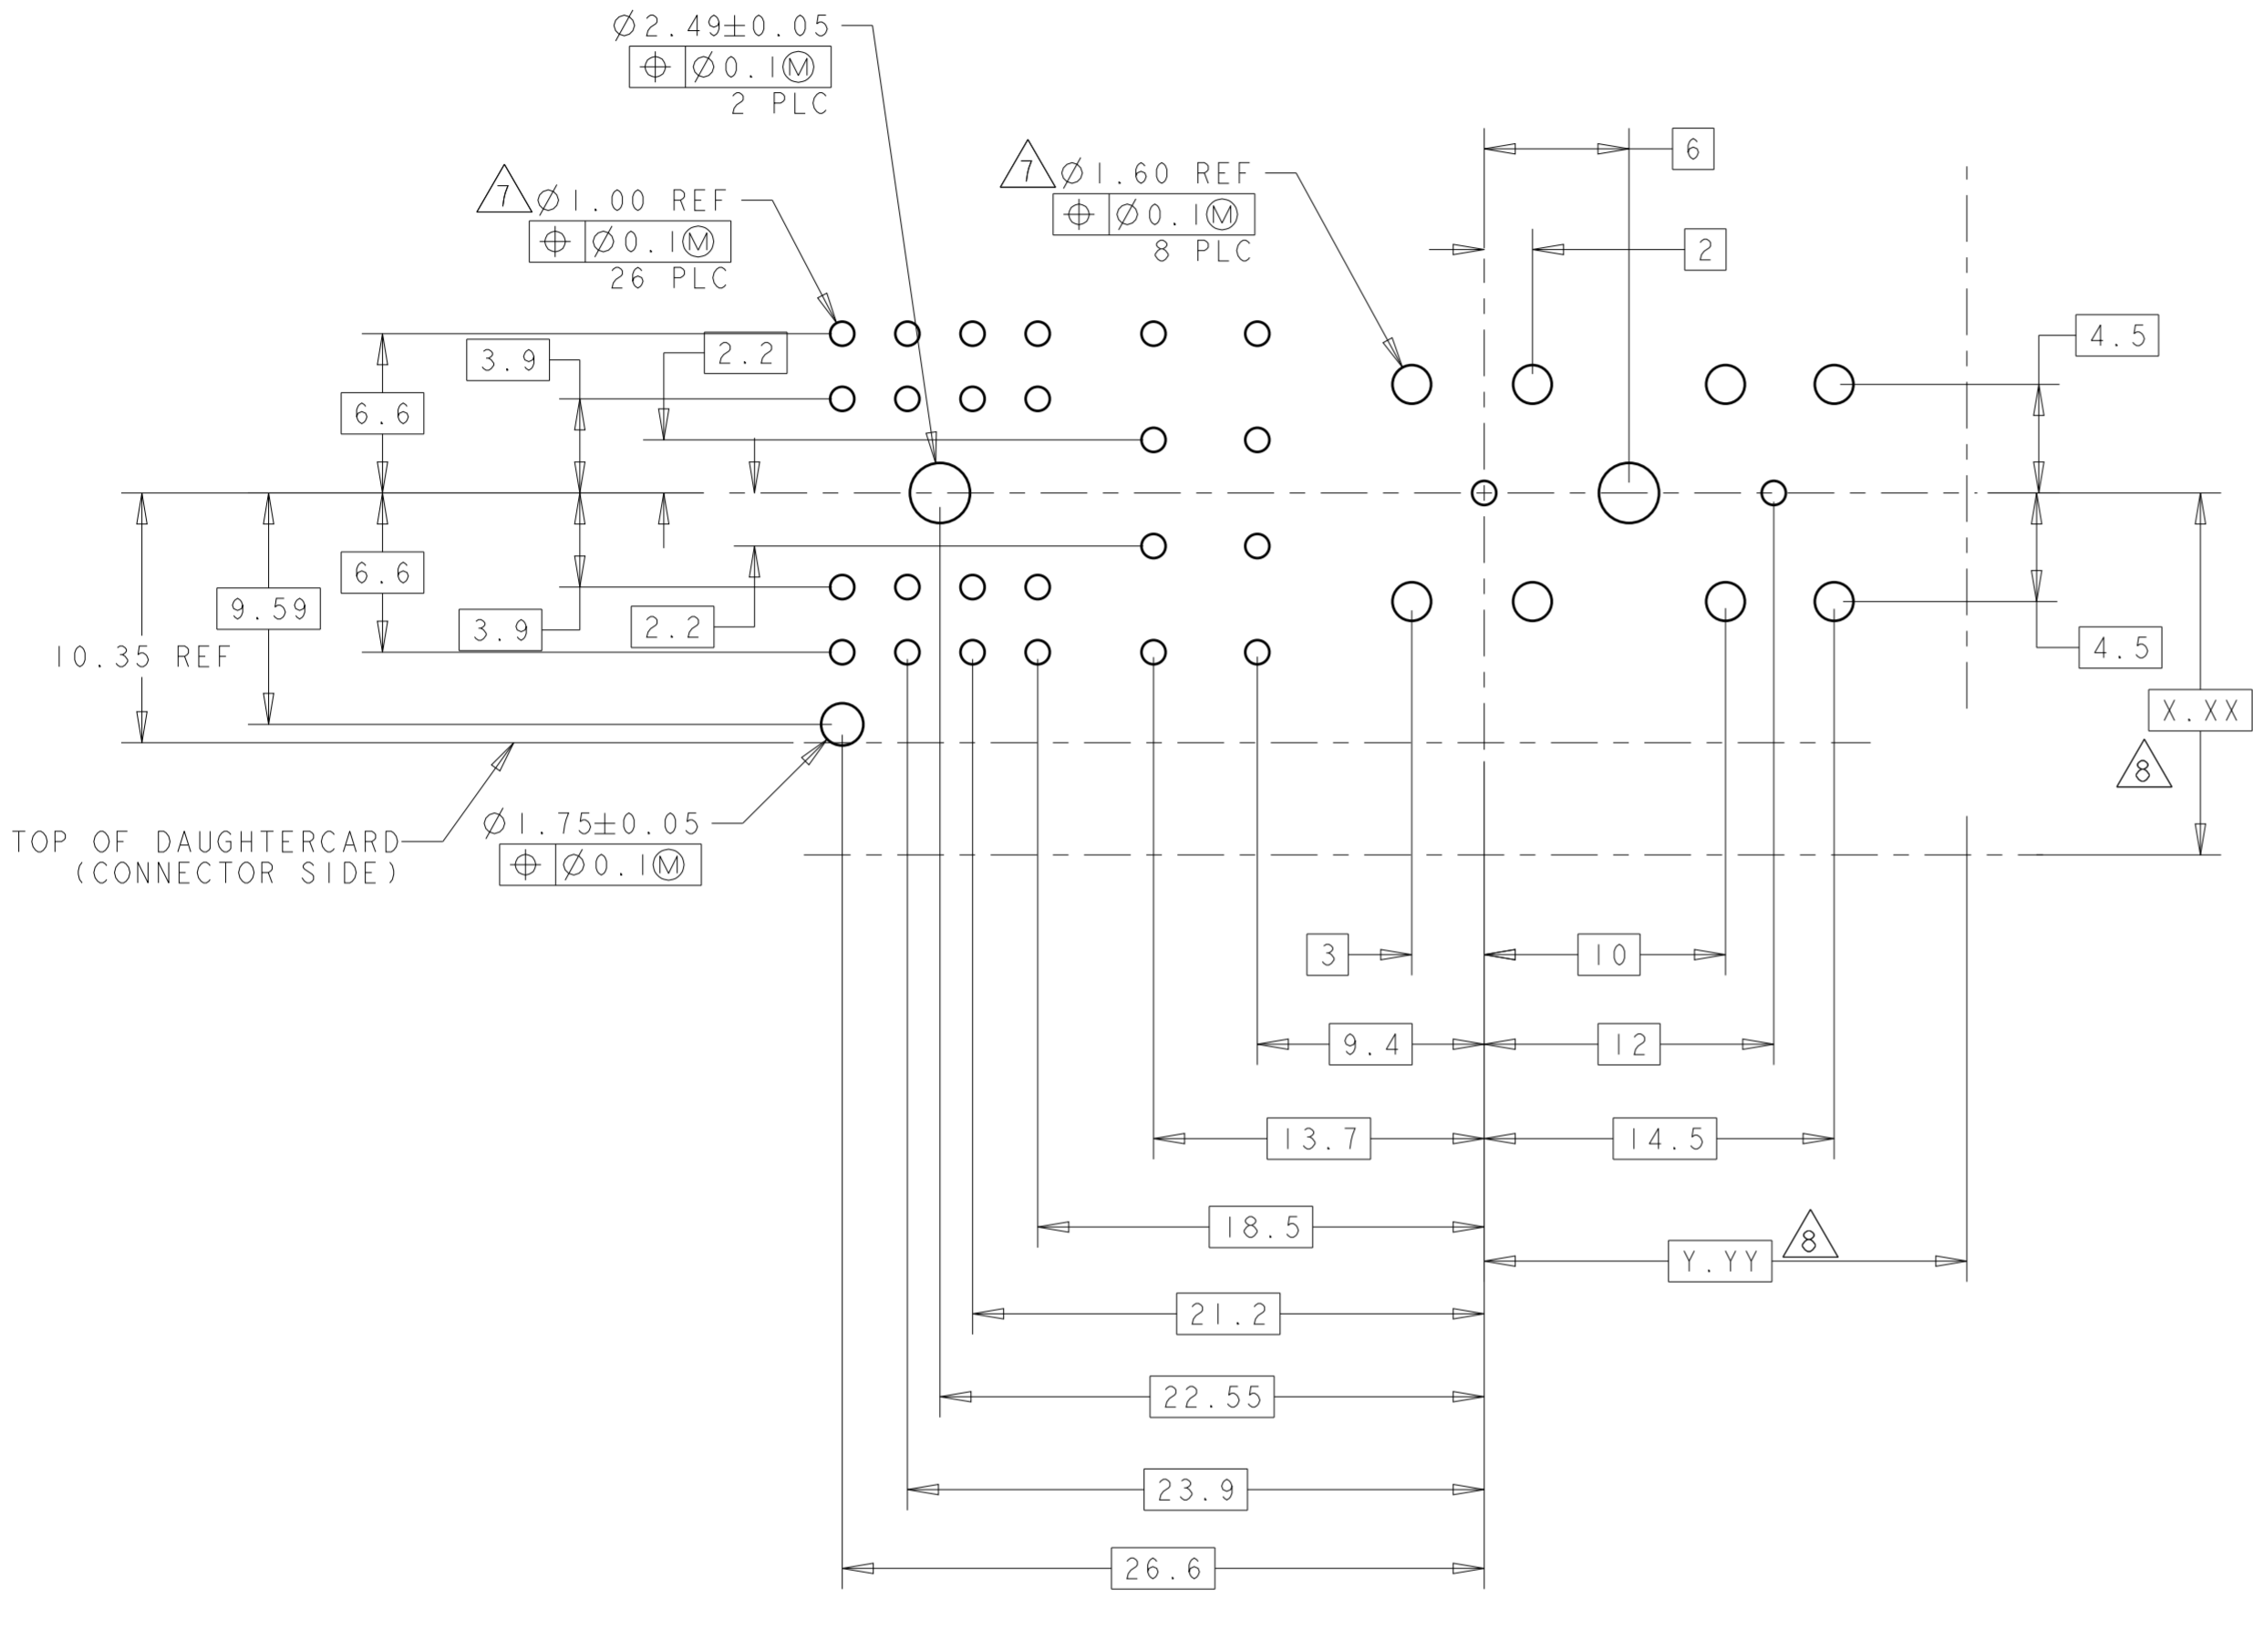 Ø2.49±0.05
⌖ Ø0.1Ⓜ
2 PLC
7 Ø1.60 REF
⌖ Ø0.1Ⓜ
8 PLC
7 Ø1.00 REF
⌖ Ø0.1Ⓜ
26 PLC
6
2
4.5
3.9
2.2
6.6
6.6
9.59
3.9
2.2
10.35 REF
4.5
X.XX
8
Ø1.75±0.05
⌖ Ø0.1Ⓜ
TOP OF DAUGHTERCARD
(CONNECTOR SIDE)
3
10
9.4
12
13.7
14.5
18.5
Y.YY
8
21.2
22.55
23.9
26.6